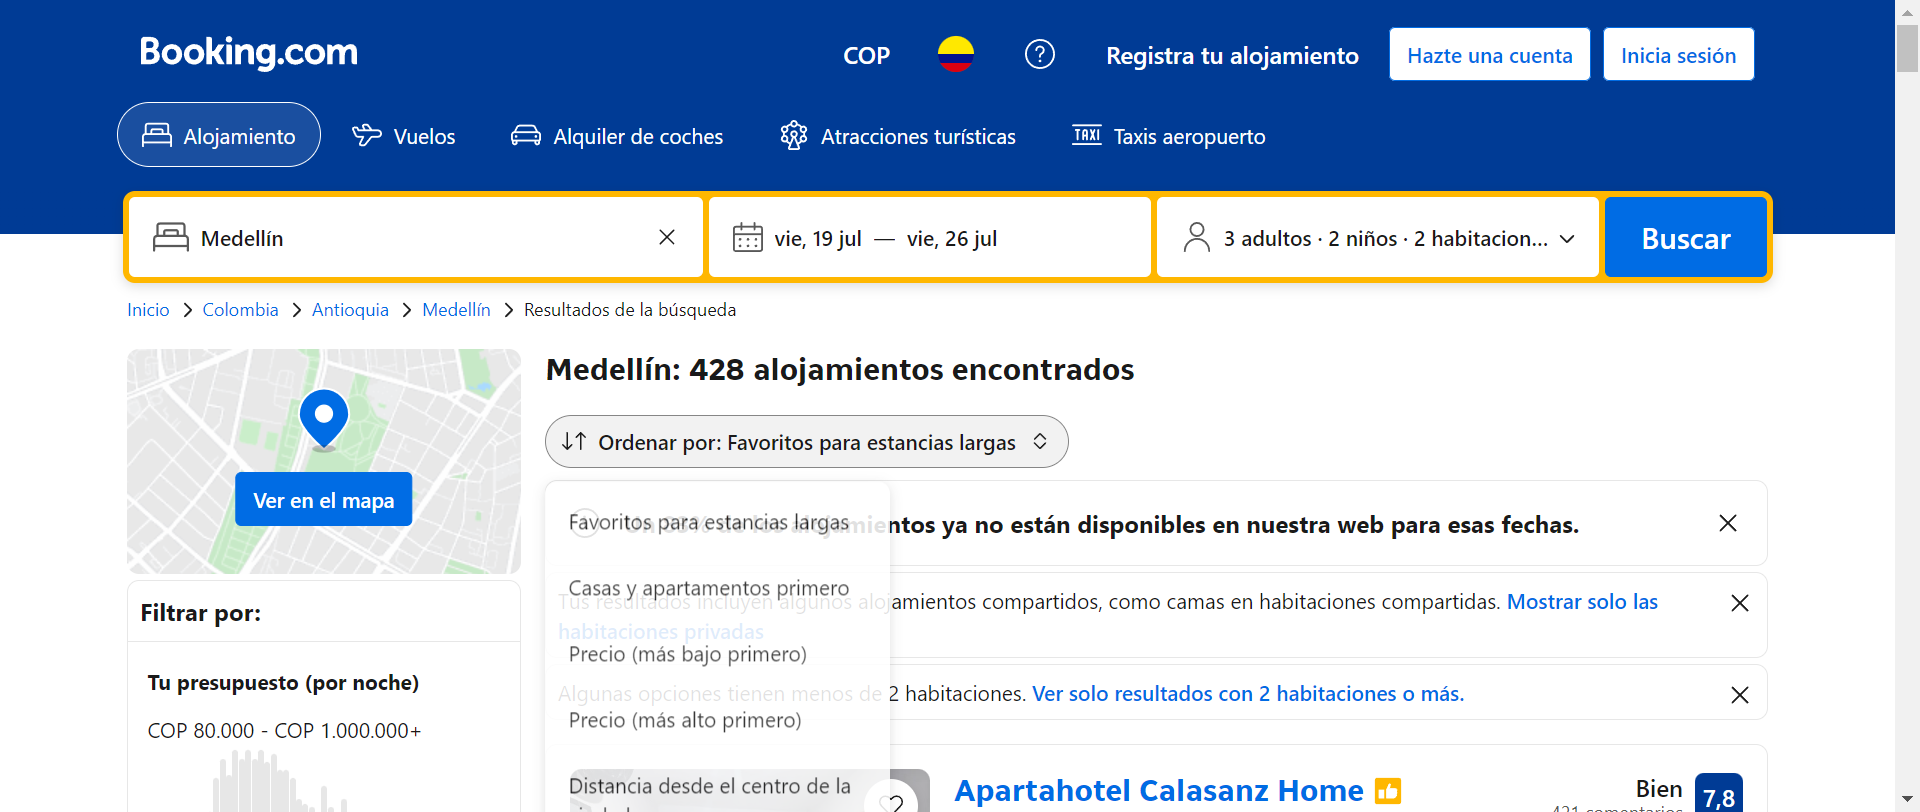 Booking.com
COP
Registra tu alojamiento
Hazte una cuenta
Inicia sesión
Alojamiento
Vuelos
Alquiler de coches
Atracciones turísticas
TAXI Taxis aeropuerto
Medellín
vie, 19 jul — vie, 26 jul
3 adultos · 2 niños · 2 habitacion...
Buscar
Inicio
Colombia
Antioquia
Medellín
Resultados de la búsqueda
Medellín: 428 alojamientos encontrados
Ver en el mapa
Ordenar por: Favoritos para estancias largas
Favoritos para estancias largas
Casas y apartamentos primero
Precio (más bajo primero)
Precio (más alto primero)
Distancia desde el centro de la
de los alojamientos ya no están disponibles en nuestra web para esas fechas.
Tus resultados incluyen algunos alojamientos compartidos, como camas en habitaciones compartidas. Mostrar solo las
habitaciones privadas
Algunas opciones tienen menos de 2 habitaciones. Ver solo resultados con 2 habitaciones o más.
Filtrar por:
Tu presupuesto (por noche)
COP 80.000 - COP 1.000.000+
Apartahotel Calasanz Home
Bien
7,8